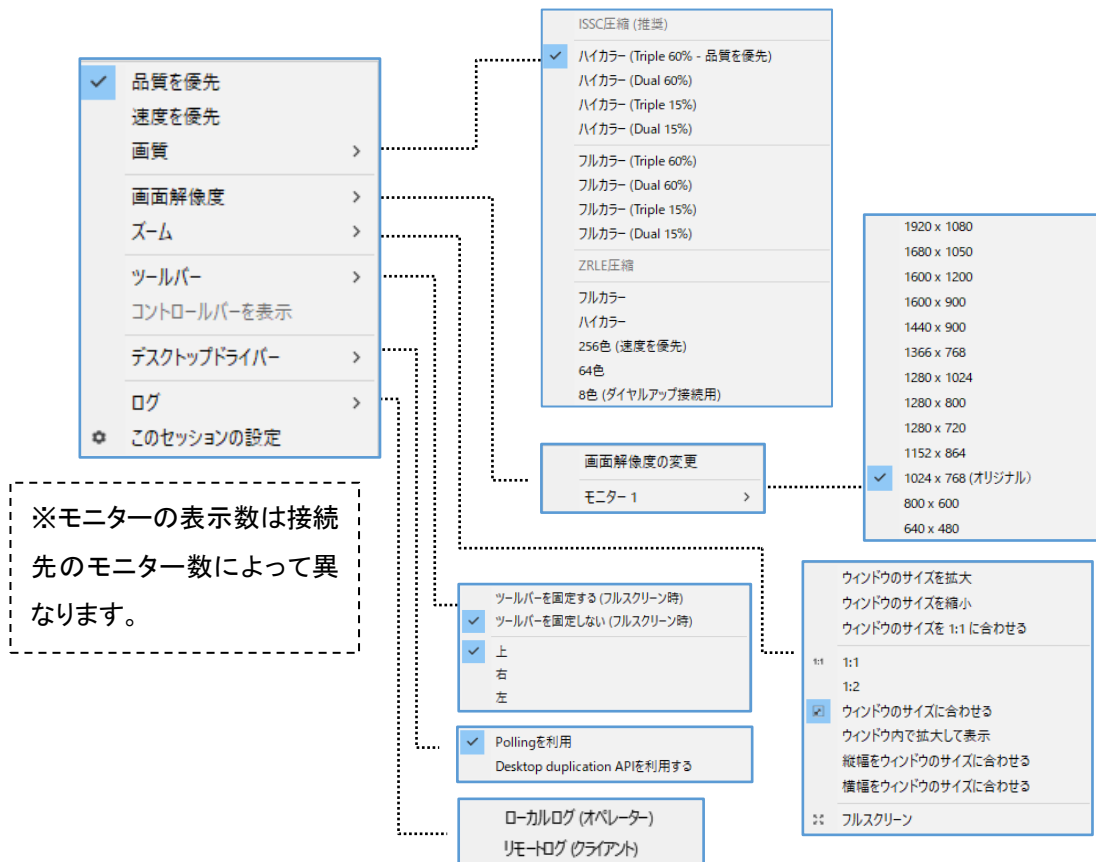 品質を優先
速度を優先
画質
画面解像度
ズーム
ツールバー
コントロールバーを表示
デスクトップドライバー
ログ
このセッションの設定
※モニターの表示数は接続
先のモニター数によって異
なります。
ISSC圧縮 (推奨)
ハイカラー (Triple 60% - 品質を優先)
ハイカラー (Dual 60%)
ハイカラー (Triple 15%)
ハイカラー (Dual 15%)
フルカラー (Triple 60%)
フルカラー (Dual 60%)
フルカラー (Triple 15%)
フルカラー (Dual 15%)
ZRLE圧縮
フルカラー
ハイカラー
256色 (速度を優先)
64色
8色 (ダイヤルアップ接続用)
画面解像度の変更
モニター 1
1920 x 1080
1680 x 1050
1600 x 1200
1600 x 900
1440 x 900
1366 x 768
1280 x 1024
1280 x 800
1280 x 720
1152 x 864
1024 x 768 (オリジナル)
800 x 600
640 x 480
ウィンドウのサイズを拡大
ウィンドウのサイズを縮小
ウィンドウのサイズを 1:1 に合わせる
1:1 1:1
1:2
ウィンドウのサイズに合わせる
ウィンドウ内で拡大して表示
縦幅をウィンドウのサイズに合わせる
横幅をウィンドウのサイズに合わせる
フルスクリーン
ツールバーを固定する (フルスクリーン時)
ツールバーを固定しない (フルスクリーン時)
上
右
左
Pollingを利用
Desktop duplication APIを利用する
ローカルログ (オペレーター)
リモートログ (クライアント)